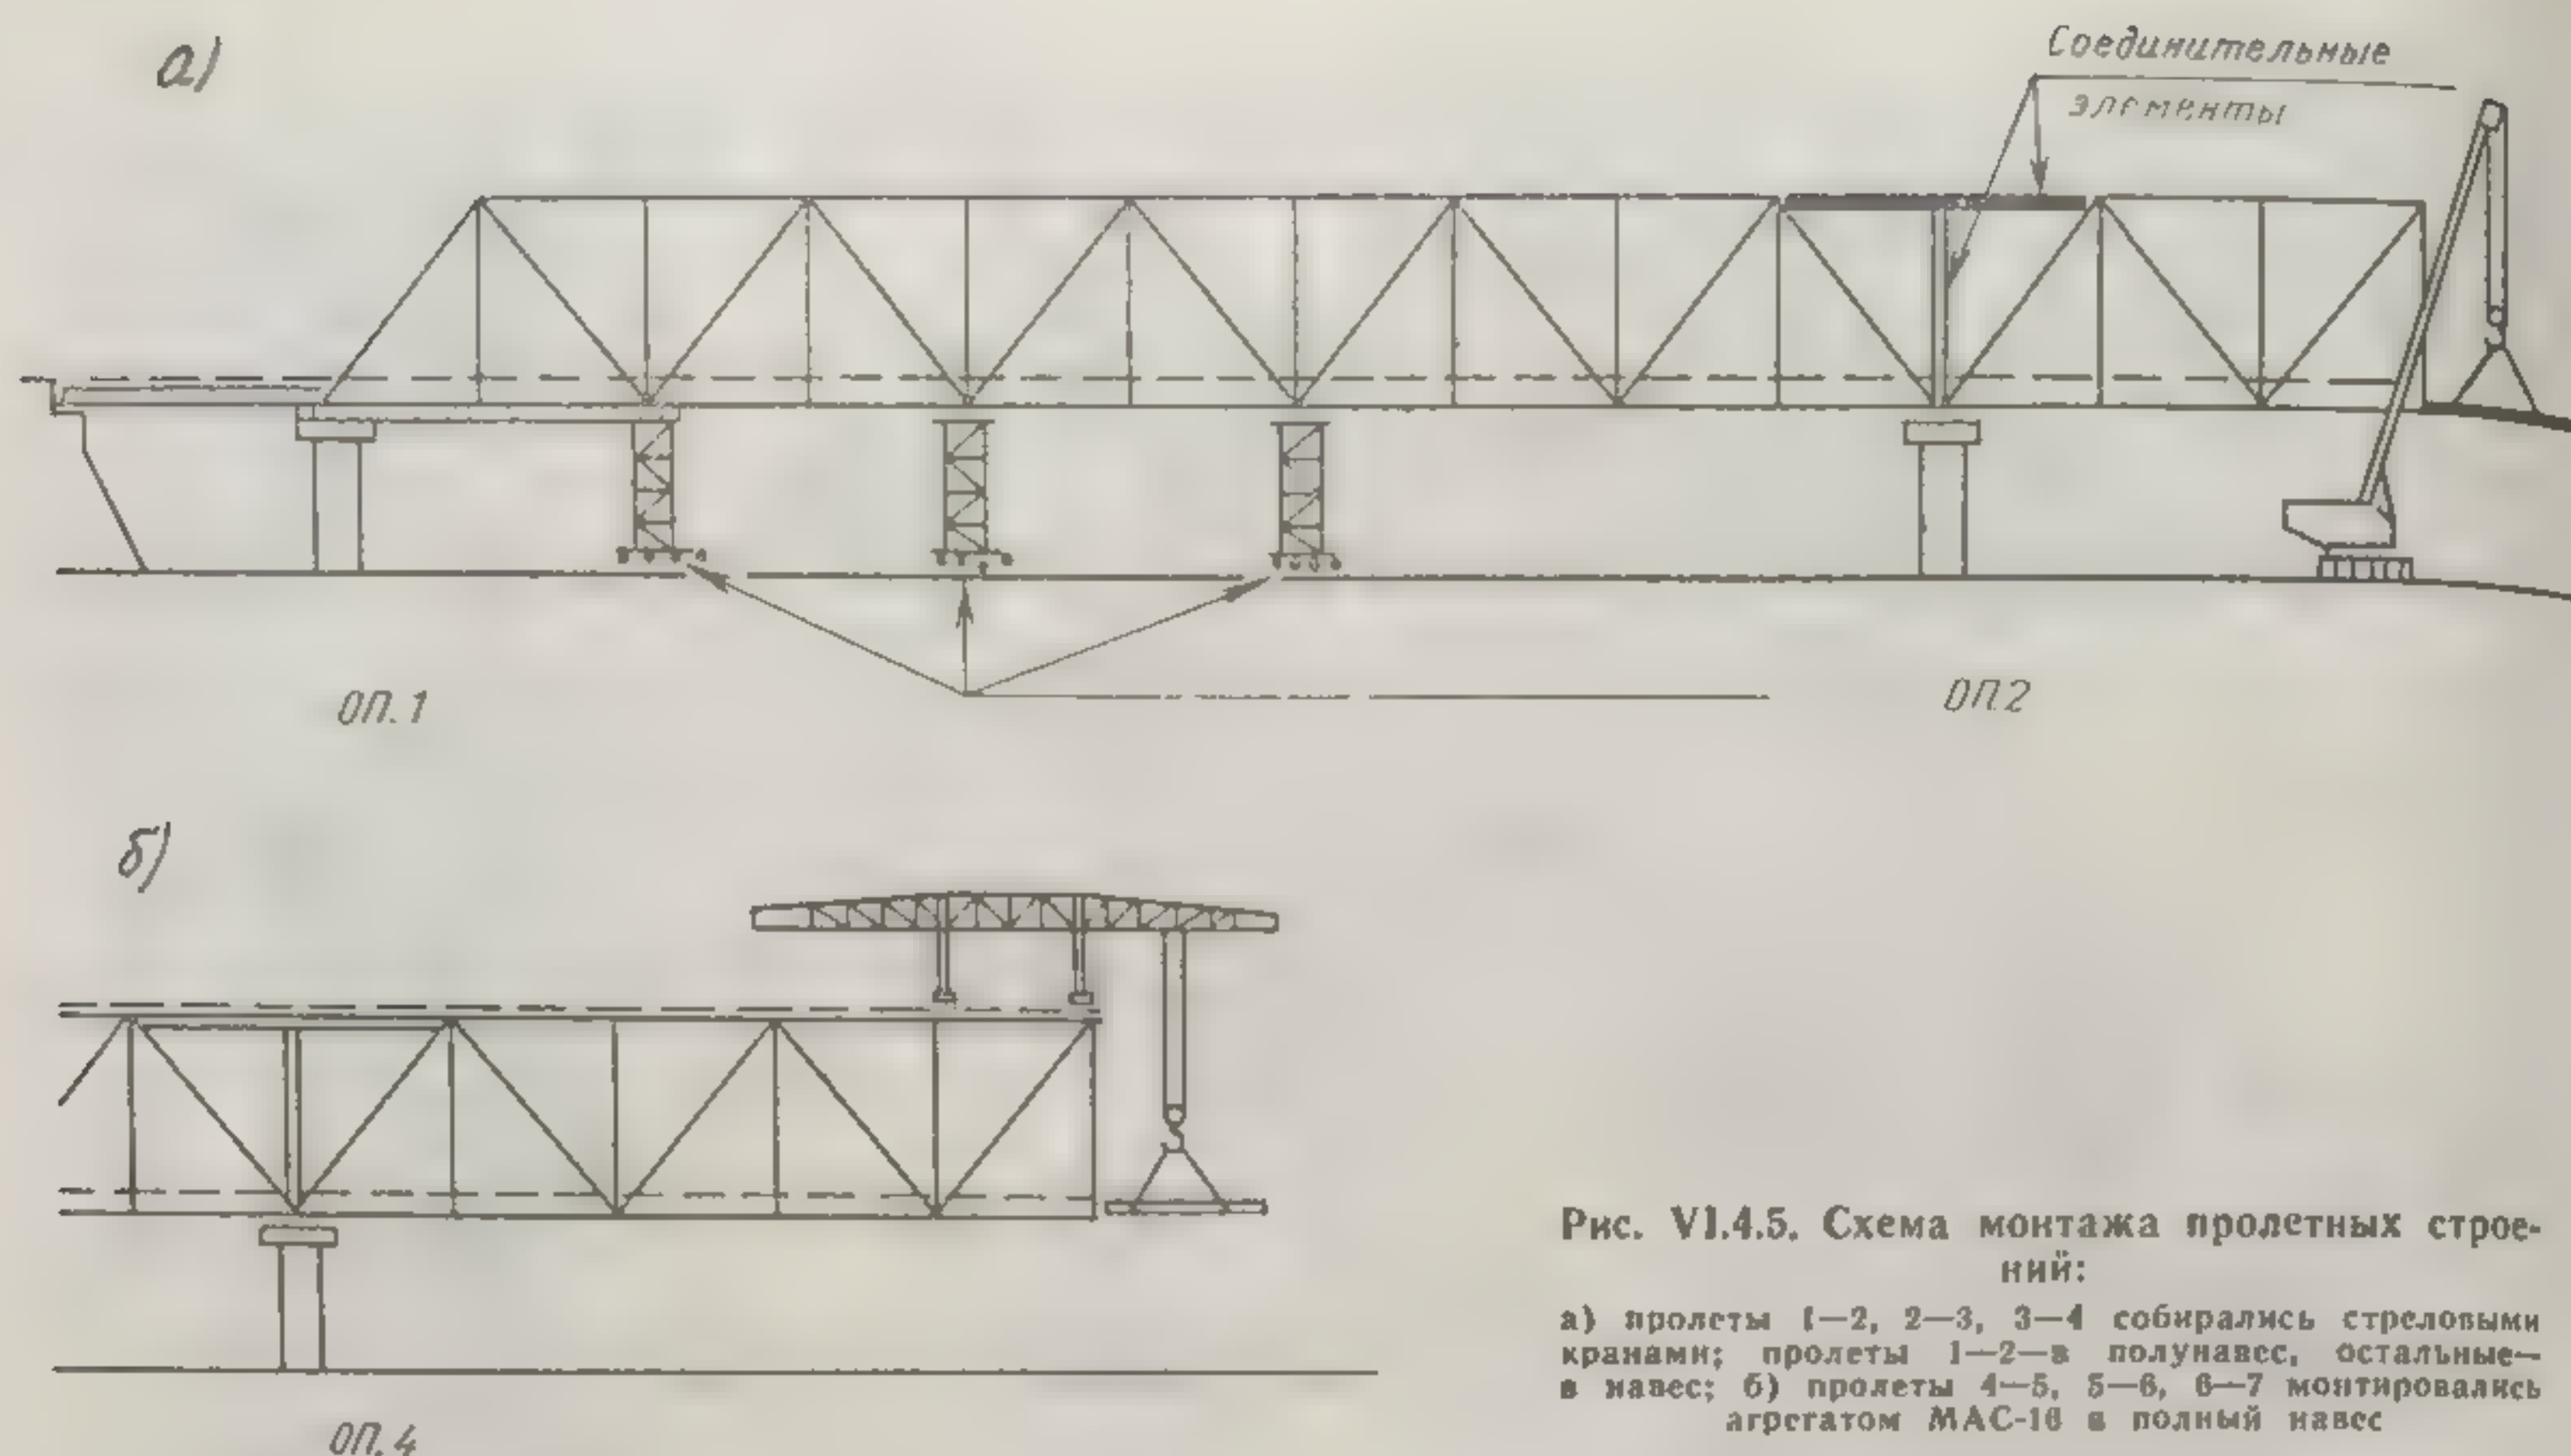 а)
Соединительные
элементы
ОП. 1
ОП.2
б)
ОП. 4
Рис. VI.4.5. Схема монтажа пролетных строе-
ний:
а) пролеты 1—2, 2—3, 3—4 собирались стреловыми
кранами; пролеты 1—2—в полунавес, остальные—
в навес; б) пролеты 4—5, 5—6, 6—7 монтировались
агрегатом МАС-16 в полный навес